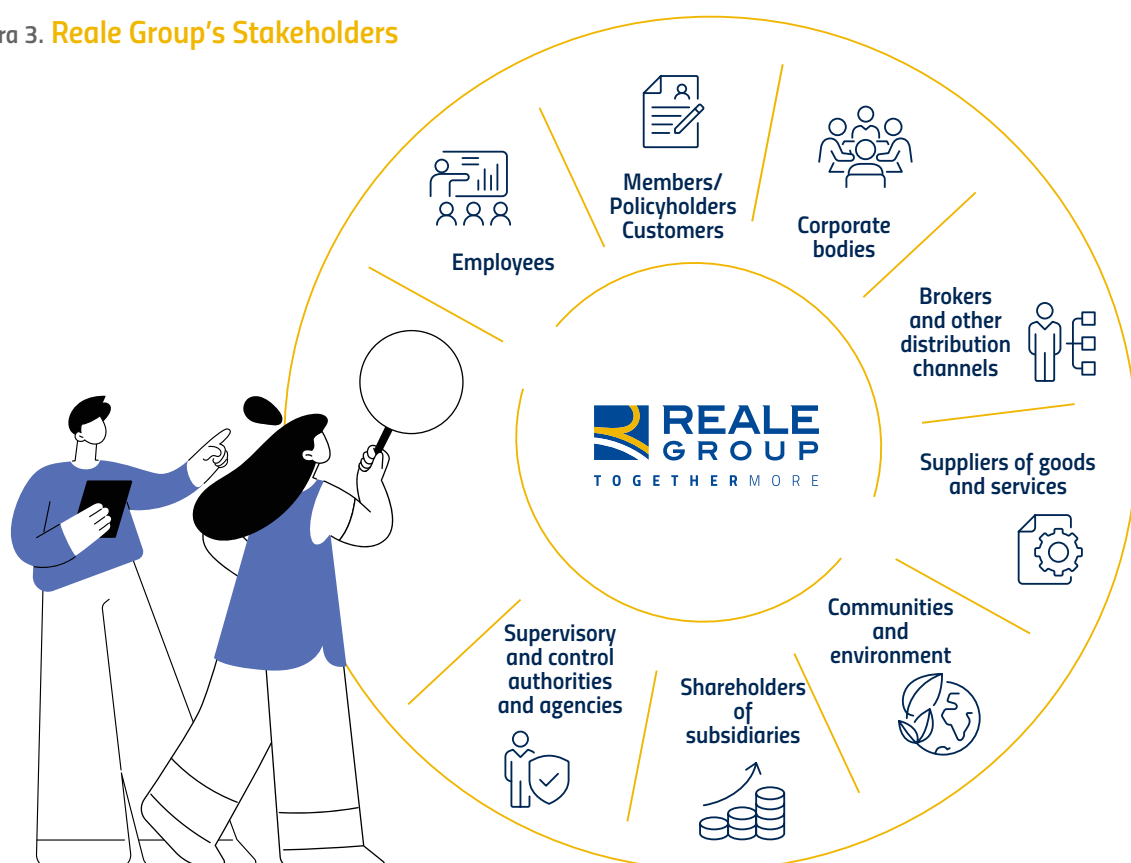 ra 3. Reale Group's Stakeholders
Members/
Policyholders
Customers
Corporate
bodies
Employees
Brokers
and other
distribution
channels
REALE
GROUP
TOGETHERMORE
Suppliers of goods
and services
Communities
and
environment
Supervisory
and control
authorities
and agencies
Shareholders
of
subsidiaries